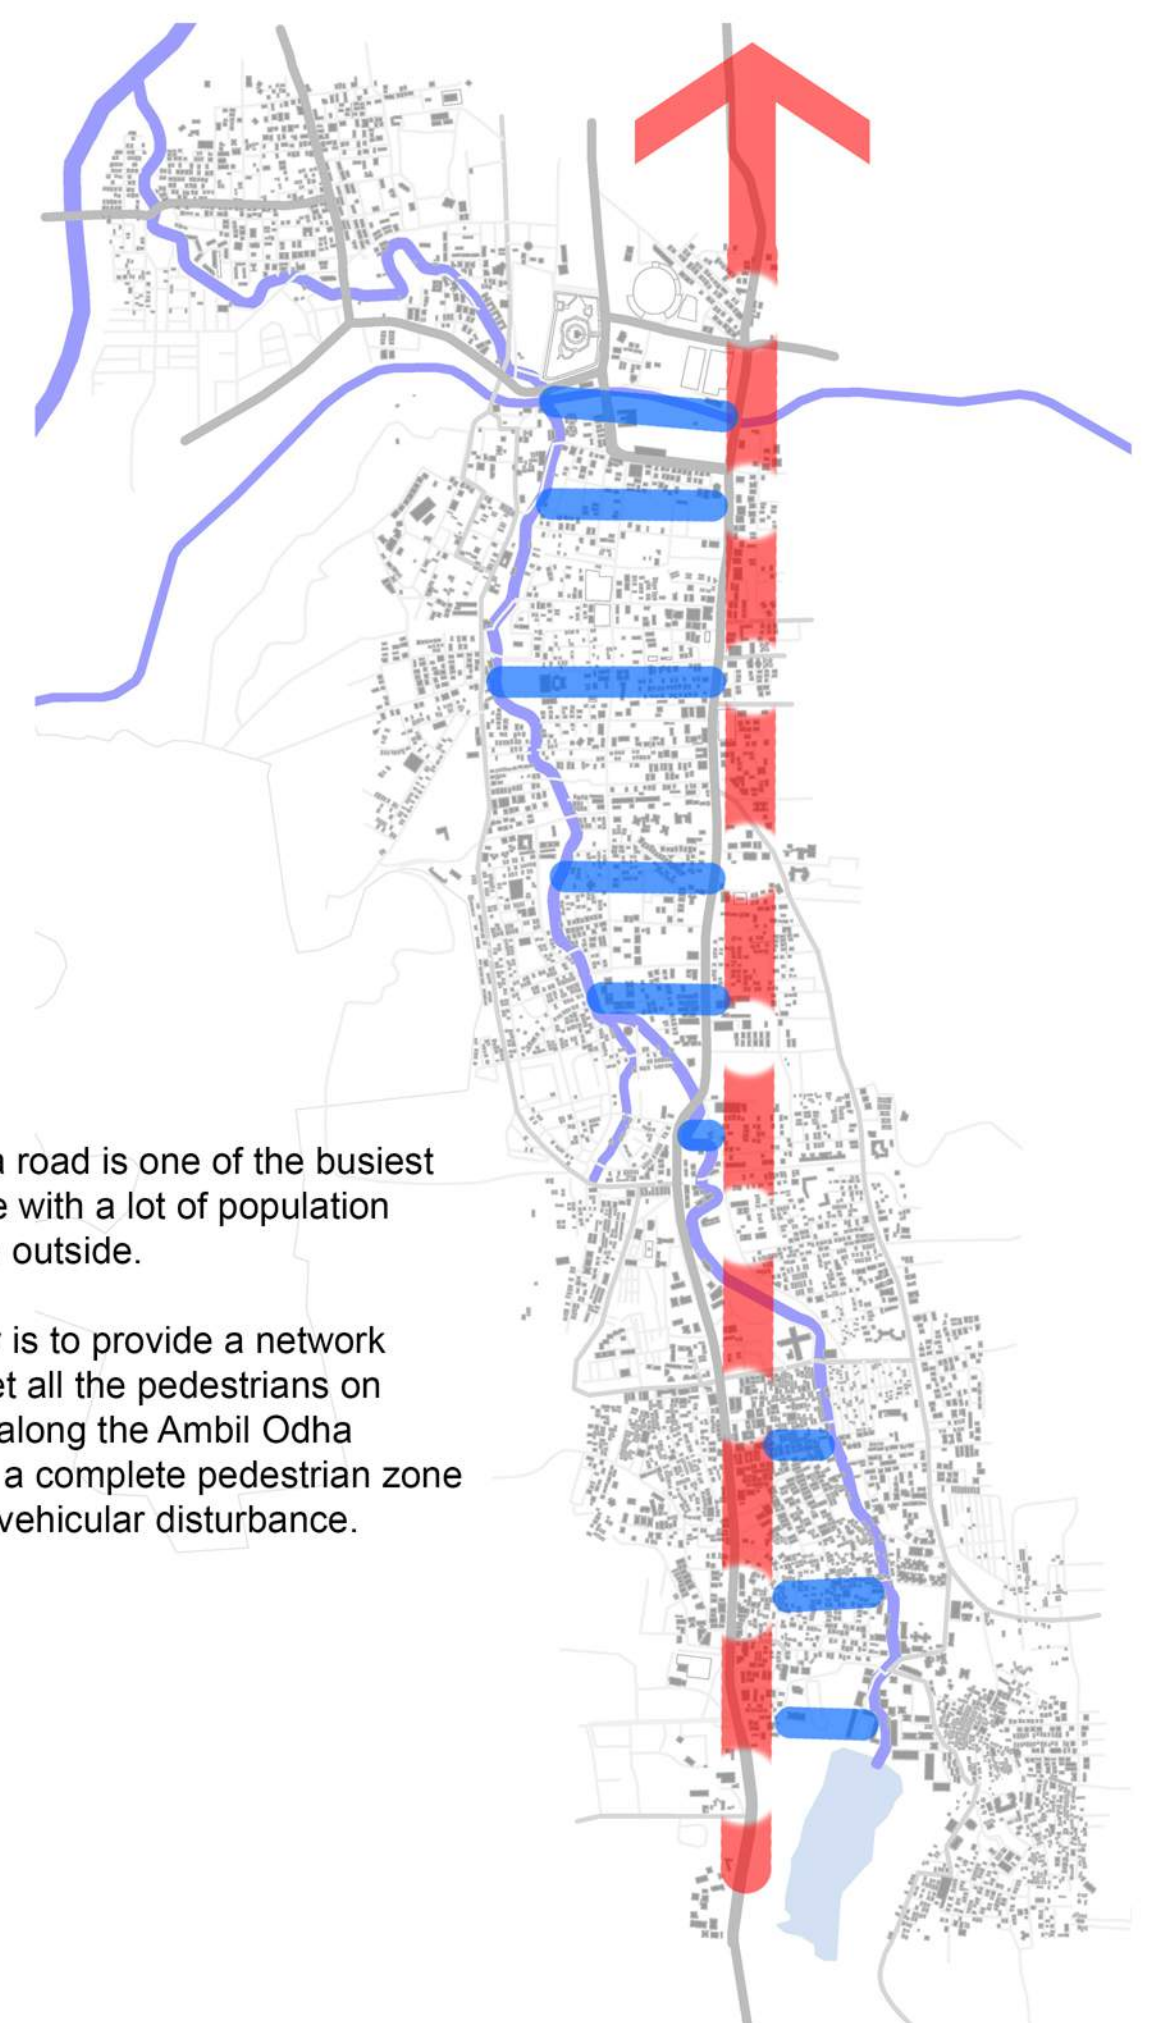 a road is one of the busiest
e with a lot of population
outside.
is to provide a network
et all the pedestrians on
along the Ambil Odha
a complete pedestrian zone
vehicular disturbance.